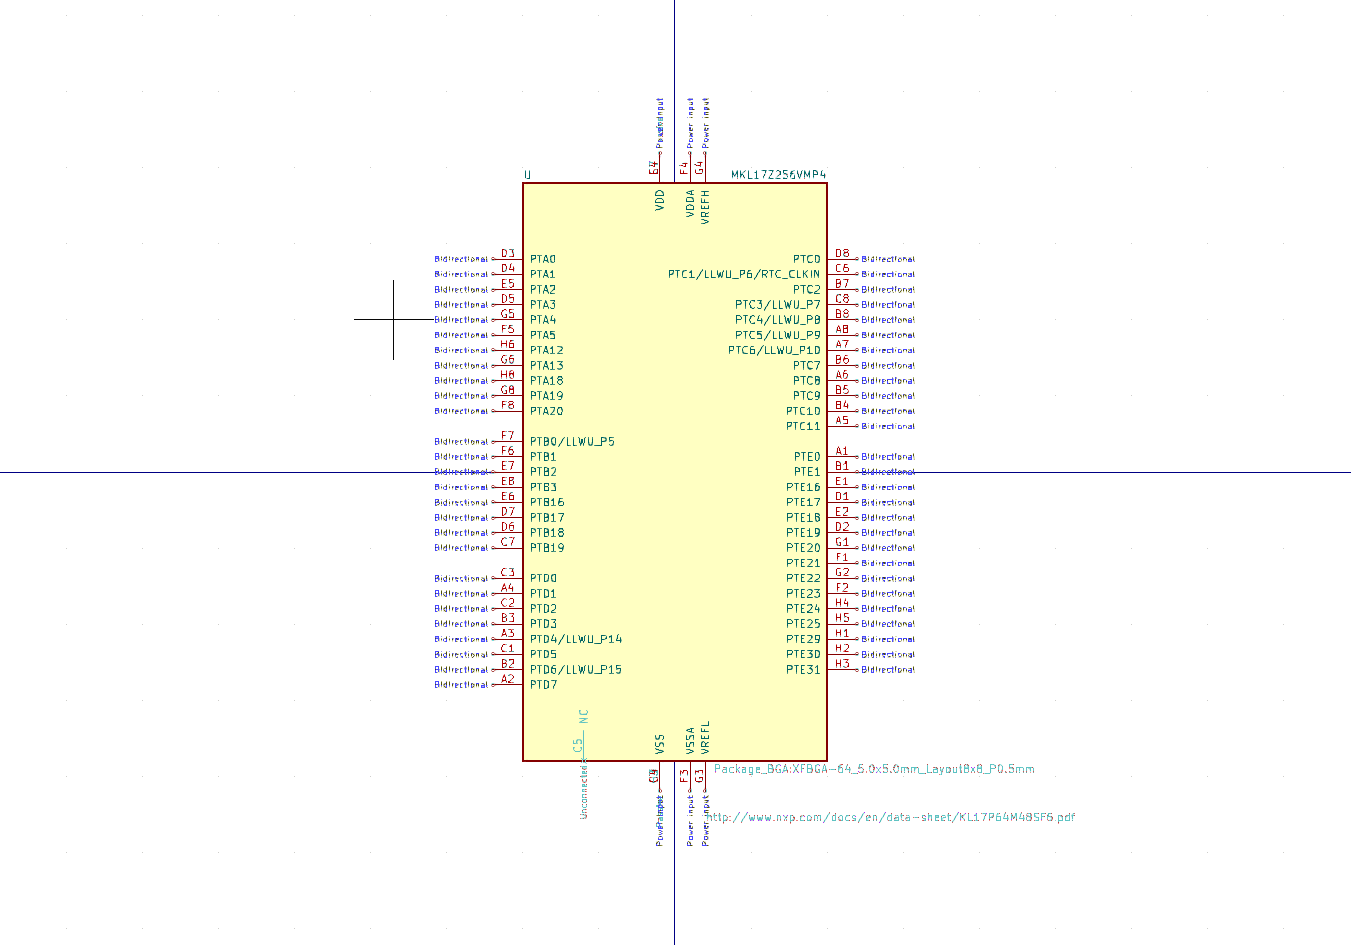 Power input
Power input
Power input
F4
G4
U
MKL17Z256VMP4
VDD
VDDA
VREFH
Bidirectional D3 PTA0
Bidirectional D4 PTA1
Bidirectional E5 PTA2
Bidirectional D5 PTA3
Bidirectional G5 PTA4
Bidirectional F5 PTA5
Bidirectional H6 PTA12
Bidirectional G6 PTA13
Bidirectional H8 PTA18
Bidirectional G8 PTA19
Bidirectional F8 PTA20
Bidirectional F7 PTB0/LLWU_P5
Bidirectional F6 PTB1
Bidirectional E7 PTB2
Bidirectional E8 PTB3
Bidirectional E6 PTB16
Bidirectional D7 PTB17
Bidirectional D6 PTB18
Bidirectional C7 PTB19
Bidirectional C3 PTD0
Bidirectional A4 PTD1
Bidirectional C2 PTD2
Bidirectional B3 PTD3
Bidirectional A3 PTD4/LLWU_P14
Bidirectional C1 PTD5
Bidirectional B2 PTD6/LLWU_P15
Bidirectional A2 PTD7
PTC0 D8 Bidirectional
PTC1/LLWU_P6/RTC_CLKIN C6 Bidirectional
PTC2 B7 Bidirectional
PTC3/LLWU_P7 C8 Bidirectional
PTC4/LLWU_P8 B8 Bidirectional
PTC5/LLWU_P9 A8 Bidirectional
PTC6/LLWU_P10 A7 Bidirectional
PTC7 B6 Bidirectional
PTC8 A6 Bidirectional
PTC9 B5 Bidirectional
PTC10 B4 Bidirectional
PTC11 A5 Bidirectional
PTE0 A1 Bidirectional
PTE1 B1 Bidirectional
PTE16 E1 Bidirectional
PTE17 D1 Bidirectional
PTE18 E2 Bidirectional
PTE19 D2 Bidirectional
PTE20 G1 Bidirectional
PTE21 F1 Bidirectional
PTE22 G2 Bidirectional
PTE23 F2 Bidirectional
PTE24 H4 Bidirectional
PTE25 H5 Bidirectional
PTE29 H1 Bidirectional
PTE30 H2 Bidirectional
PTE31 H3 Bidirectional
NC
C5
Unconnected
VSS
VSSA
VREFL
F3
G3
Power input
Power input
Power input
Package_BGA:XFBGA-64_5.0x5.0mm_Layout8x8_P0.5mm
http://www.nxp.com/docs/en/data-sheet/KL17P64M48SF6.pdf